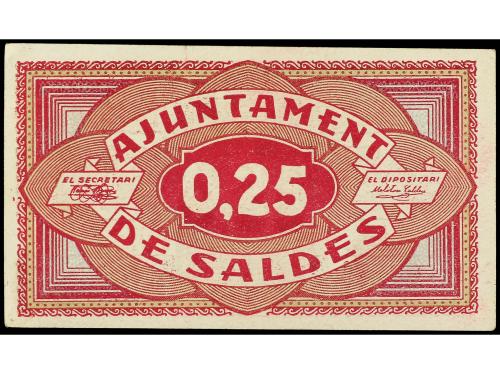 AJUNTAMENT
EL SECRETARI
0,25
EL DIPOSITARI
DE SALDES